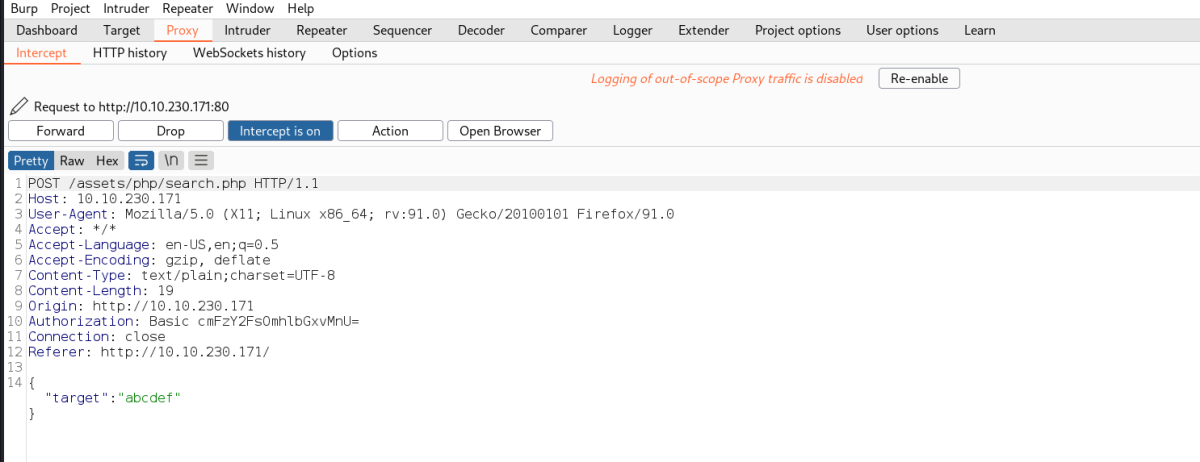 Burp Project Intruder Repeater Window Help
Dashboard Target Proxy Intruder Repeater Sequencer Decoder Comparer Logger Extender Project options User options Learn
Intercept HTTP history WebSockets history Options
Logging of out-of-scope Proxy traffic is disabled Re-enable
Request to http://10.10.230.171:80
Forward Drop Intercept is on Action Open Browser
Pretty Raw Hex \n
1 POST /assets/php/search.php HTTP/1.1
2 Host: 10.10.230.171
3 User-Agent: Mozilla/5.0 (X11; Linux x86_64; rv:91.0) Gecko/20100101 Firefox/91.0
4 Accept: */*
5 Accept-Language: en-US,en;q=0.5
6 Accept-Encoding: gzip, deflate
7 Content-Type: text/plain;charset=UTF-8
8 Content-Length: 19
9 Origin: http://10.10.230.171
10 Authorization: Basic cmFzY2FsOmhlbGxvMnU=
11 Connection: close
12 Referer: http://10.10.230.171/
13
14 {
"target":"abcdef"
}